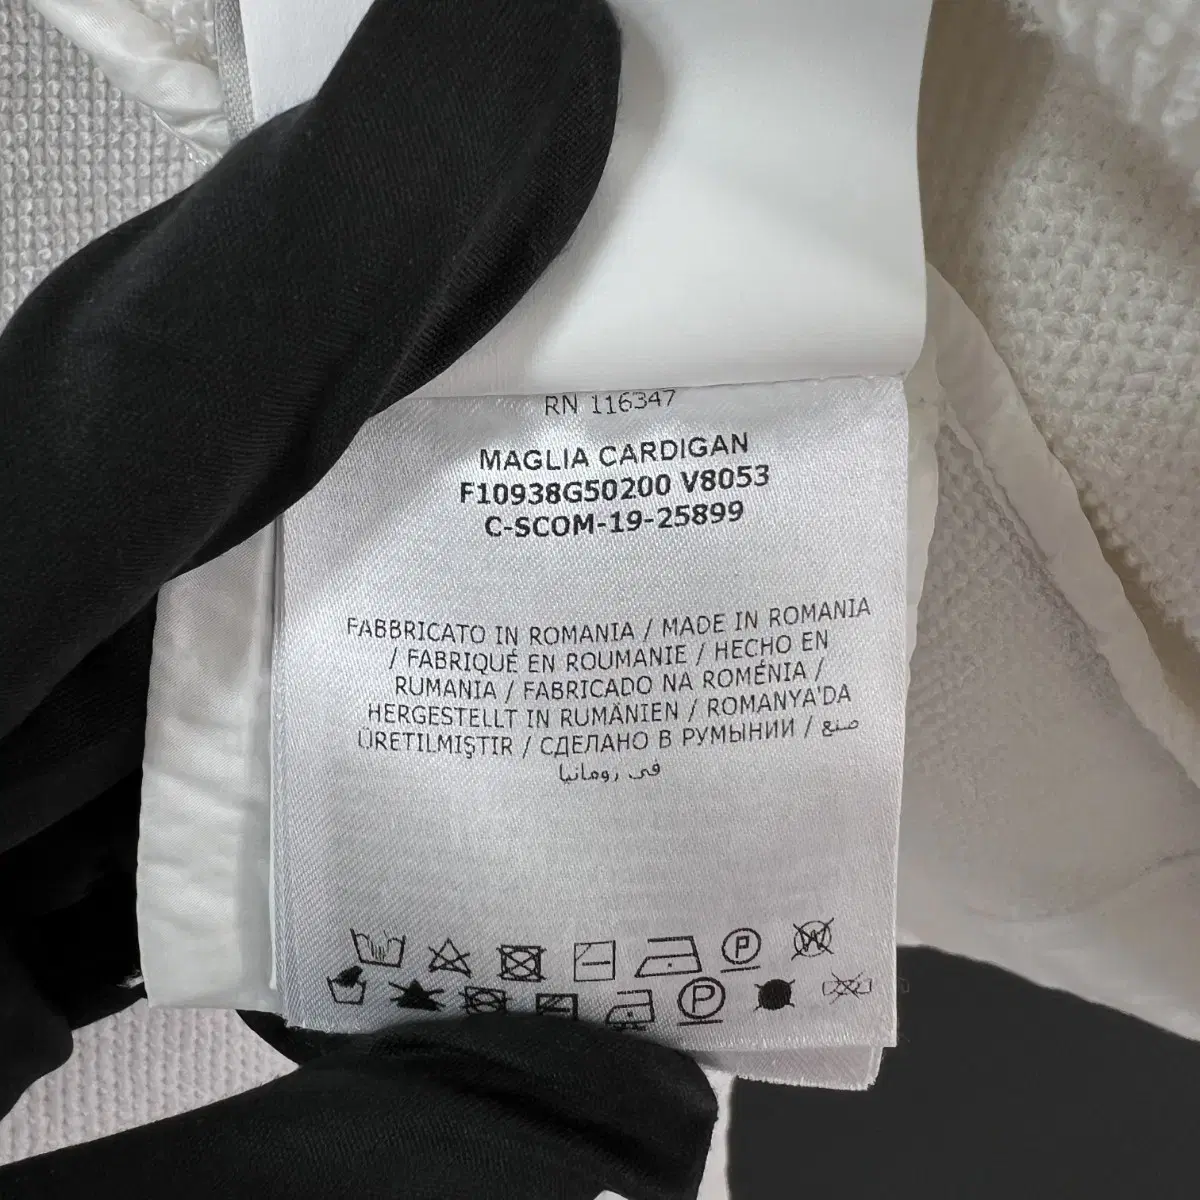 RN 116347
MAGLIA CARDIGAN
F10938G50200 V8053
C-SCOM-19-25899
FABBRICATO IN ROMANIA / MADE IN ROMANIA
/ FABRIQUÉ EN ROUMANIE / HECHO EN
RUMANIA / FABRICADO NA ROMÉNIA /
HERGESTELLT IN RUMÄNIEN / ROMANYA'DA
ÜRETILMIŞTIR / СДЕЛАНО В РУМЫНИИ / صنع
في رومانيا
P W
P